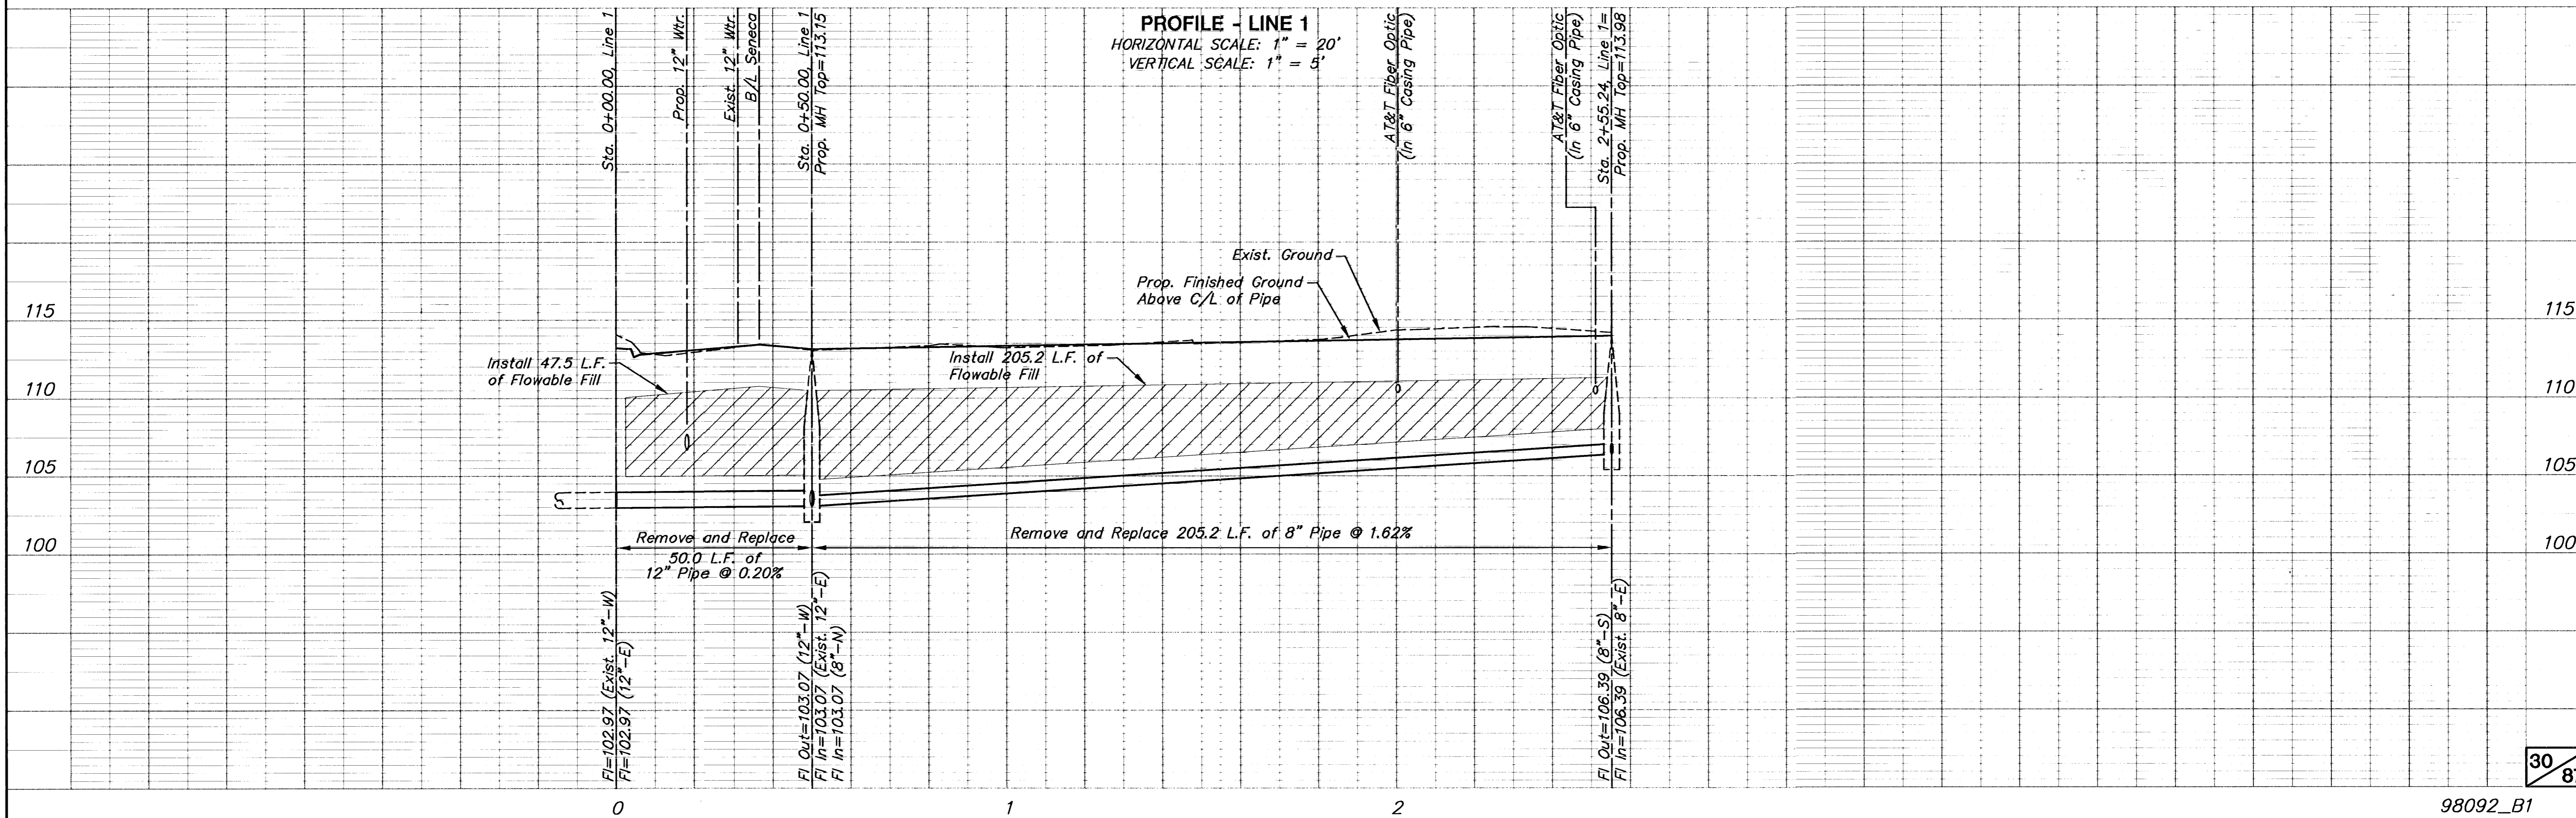 PROFILE - LINE 1
HORIZONTAL SCALE: 1" = 20'
VERTICAL SCALE: 1" = 5'
Sta. 0+00.00, Line 1
Prop. 12" Wtr.
Exist. 12" Wtr.
B/L Seneca
Sta. 0+50.00, Line 1
Prop. MH Top=113.15
AT&T Fiber Optic
(In 6" Casing Pipe)
AT&T Fiber Optic
(In 6" Casing Pipe)
Sta. 2+55.24, Line 1=
Prop. MH Top=113.98
Exist. Ground
Prop. Finished Ground
Above C/L of Pipe
115
115
Install 47.5 L.F.
of Flowable Fill
Install 205.2 L.F. of
Flowable Fill
110
110
105
105
100
100
Remove and Replace
50.0 L.F. of
12" Pipe @ 0.20%
Remove and Replace 205.2 L.F. of 8" Pipe @ 1.62%
Fl=102.97 (Exist. 12"-W)
Fl=102.97 (12"-E)
Fl Out=103.07 (12"-W)
Fl In=103.07 (Exist. 12"-E)
Fl In=103.07 (8"-N)
Fl Out=106.39 (8"-S)
Fl In=106.39 (Exist. 8"-E)
0
1
2
30
98092_B1